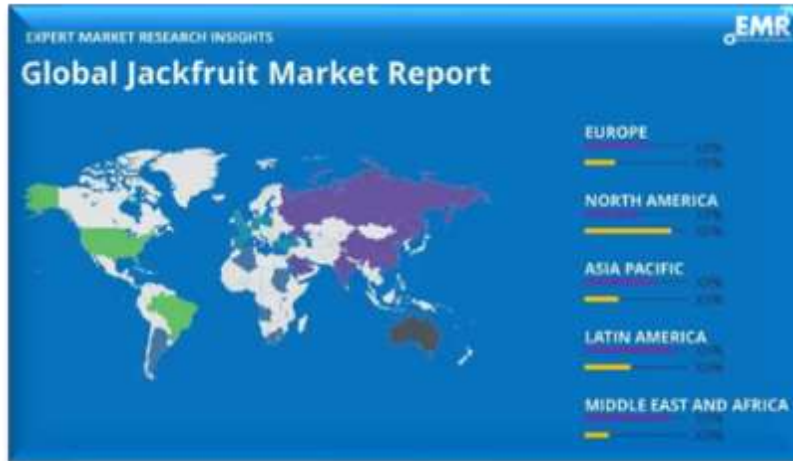 EXPERT MARKET RESEARCH INSIGHTS
EMR
Global Jackfruit Market Report
EUROPE
NORTH AMERICA
ASIA PACIFIC
LATIN AMERICA
MIDDLE EAST AND AFRICA